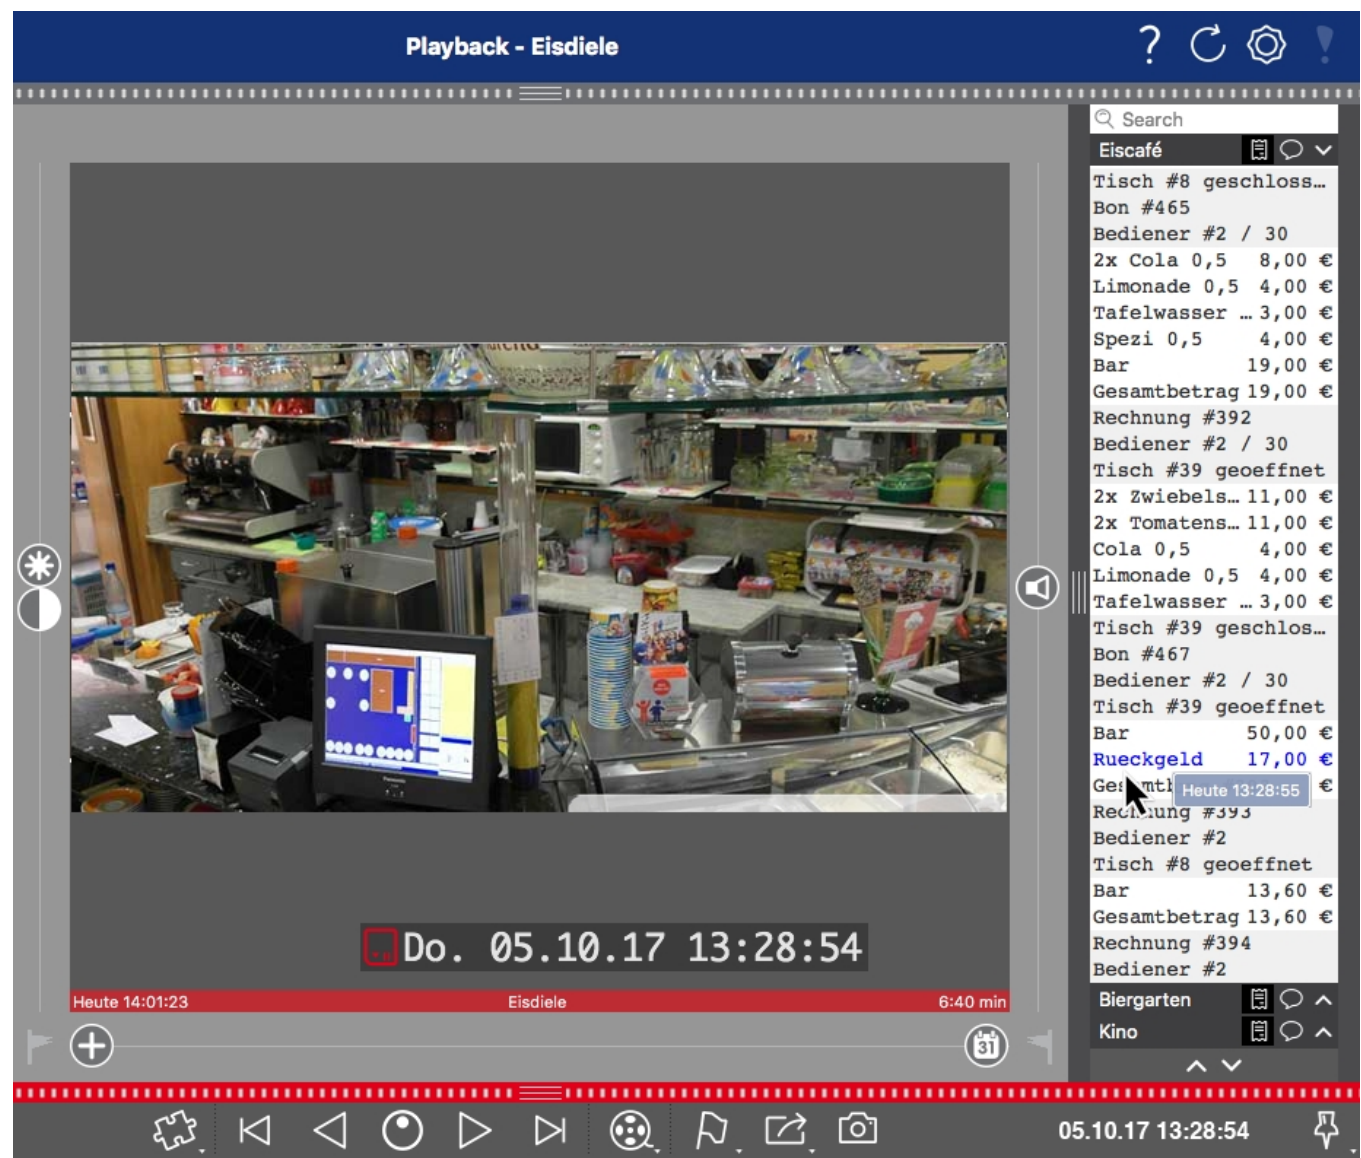 Playback - Eisdiele
Search
Eiscafé
Tisch #8 geschloss…
Bon #465
Bediener #2 / 30
2x Cola 0,5 8,00 €
Limonade 0,5 4,00 €
Tafelwasser … 3,00 €
Spezi 0,5 4,00 €
Bar 19,00 €
Gesamtbetrag 19,00 €
Rechnung #392
Bediener #2 / 30
Tisch #39 geoeffnet
2x Zwiebels… 11,00 €
2x Tomatens… 11,00 €
Cola 0,5 4,00 €
Limonade 0,5 4,00 €
Tafelwasser … 3,00 €
Tisch #39 geschlos…
Bon #467
Bediener #2 / 30
Tisch #39 geoeffnet
Bar 50,00 €
Rueckgeld 17,00 €
€
Heute 13:28:55
Rechnung #393
Bediener #2
Tisch #8 geoeffnet
Bar 13,60 €
Gesamtbetrag 13,60 €
Rechnung #394
Bediener #2
Biergarten
Kino
Do. 05.10.17 13:28:54
Heute 14:01:23 Eisdiele 6:40 min
31
05.10.17 13:28:54